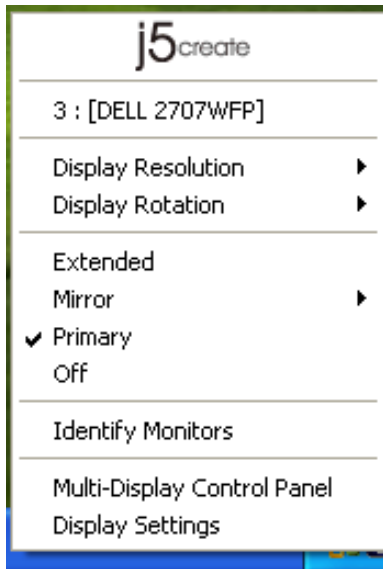 j5create
3 : [DELL 2707WFP]
Display Resolution
Display Rotation
Extended
Mirror
Primary
Off
Identify Monitors
Multi-Display Control Panel
Display Settings